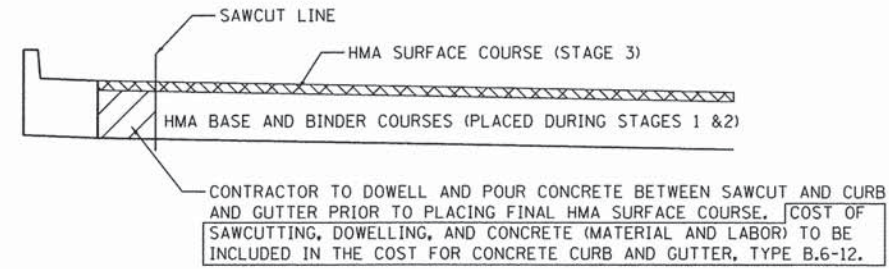 SAWCUT LINE
HMA SURFACE COURSE (STAGE 3)
HMA BASE AND BINDER COURSES (PLACED DURING STAGES 1 &2)
CONTRACTOR TO DOWELL AND POUR CONCRETE BETWEEN SAWCUT AND CURB
AND GUTTER PRIOR TO PLACING FINAL HMA SURFACE COURSE. COST OF
SAWCUTTING, DOWELLING, AND CONCRETE (MATERIAL AND LABOR) TO BE
INCLUDED IN THE COST FOR CONCRETE CURB AND GUTTER, TYPE B.6-12.